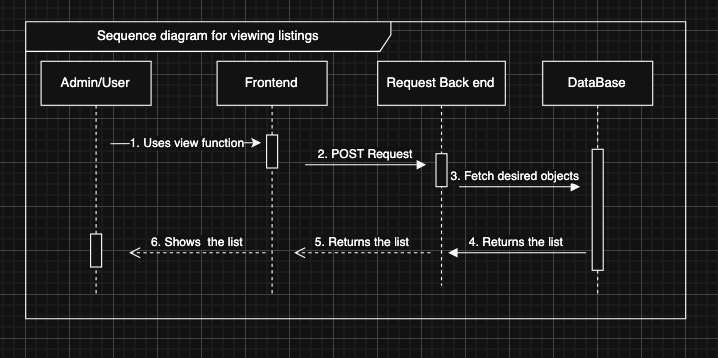 Sequence diagram for viewing listings
Admin/User
Frontend
Request Back end
DataBase
1. Uses view function
2. POST Request
3. Fetch desired objects
6. Shows the list
5. Returns the list
4. Returns the list